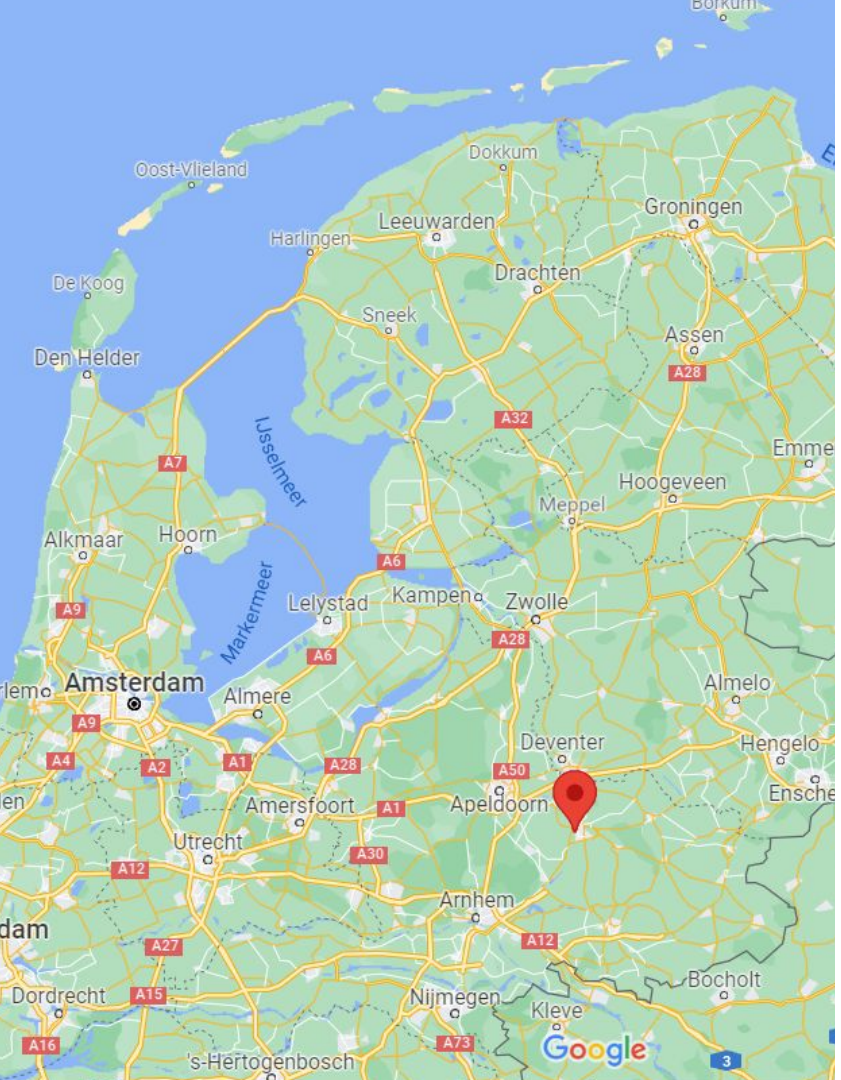 Borkum
Dokkum
Oost-Vlieland
Groningen
Leeuwarden
Harlingen
Drachten
De Koog
Sneek
Assen
Den Helder
A28
A32
IJsselmeer
Emme
A7
Hoogeveen
Meppel
Alkmaar
Hoorn
A6
Markermeer
Kampen
Zwolle
Lelystad
A9
A28
A6
Amsterdam
rlem
Almere
Almelo
A9
Deventer
Hengelo
A4
A2
A1
A28
A50
Ensche
en
Amersfoort
A1
Apeldoorn
Utrecht
A30
A12
Arnhem
dam
A27
A12
Bocholt
Dordrecht
A15
Nijmegen
Kleve
A16
A73
Google
's-Hertogenbosch
3